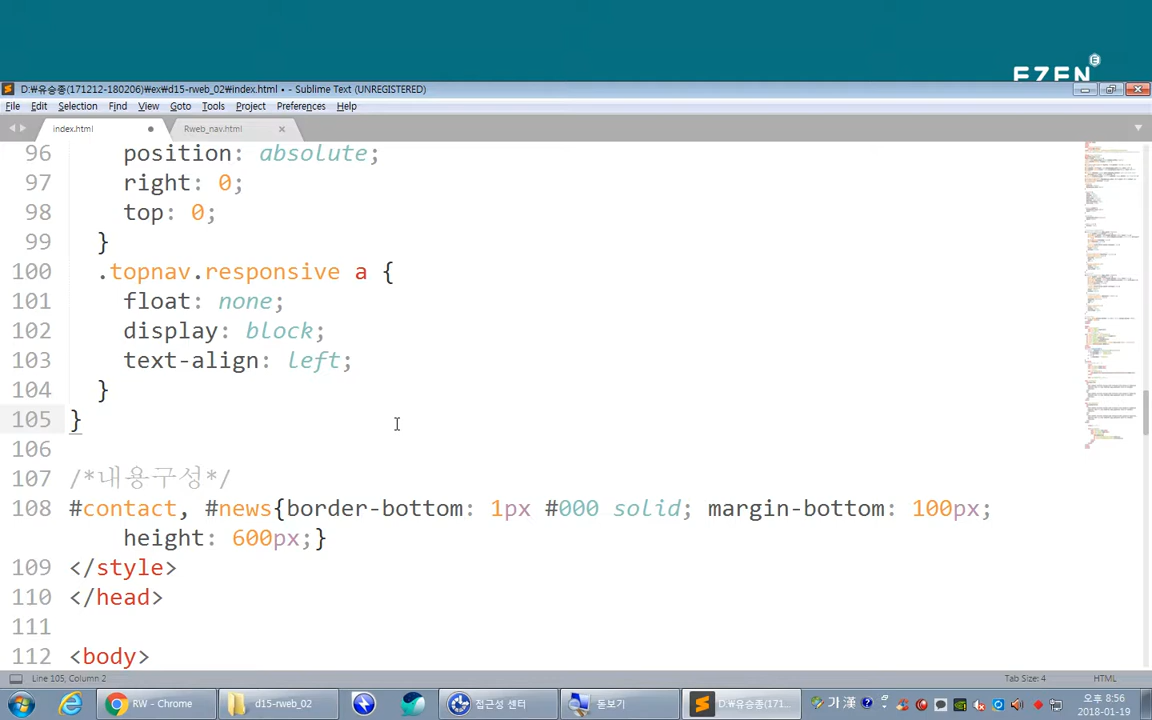 EZEN
D:\유승종(171212-180206)\ex\d15-rweb_02\index.html • - Sublime Text (UNREGISTERED)
File Edit Selection Find View Goto Tools Project Preferences Help
index.html Rweb_nav.html
96 position: absolute;
97 right: 0;
98 top: 0;
99 }
100 .topnav.responsive a {
101 float: none;
102 display: block;
103 text-align: left;
104 }
105 }
106
107 /*내용구성*/
108 #contact, #news{border-bottom: 1px #000 solid; margin-bottom: 100px;
height: 600px;}
109 </style>
110 </head>
111
112 <body>
Line 105, Column 2 Tab Size: 4 HTML
RW - Chrome d15-rweb_02 접근성 센터 돋보기 D:\유승종(171... 가 漢 오후 8:56
2018-01-19